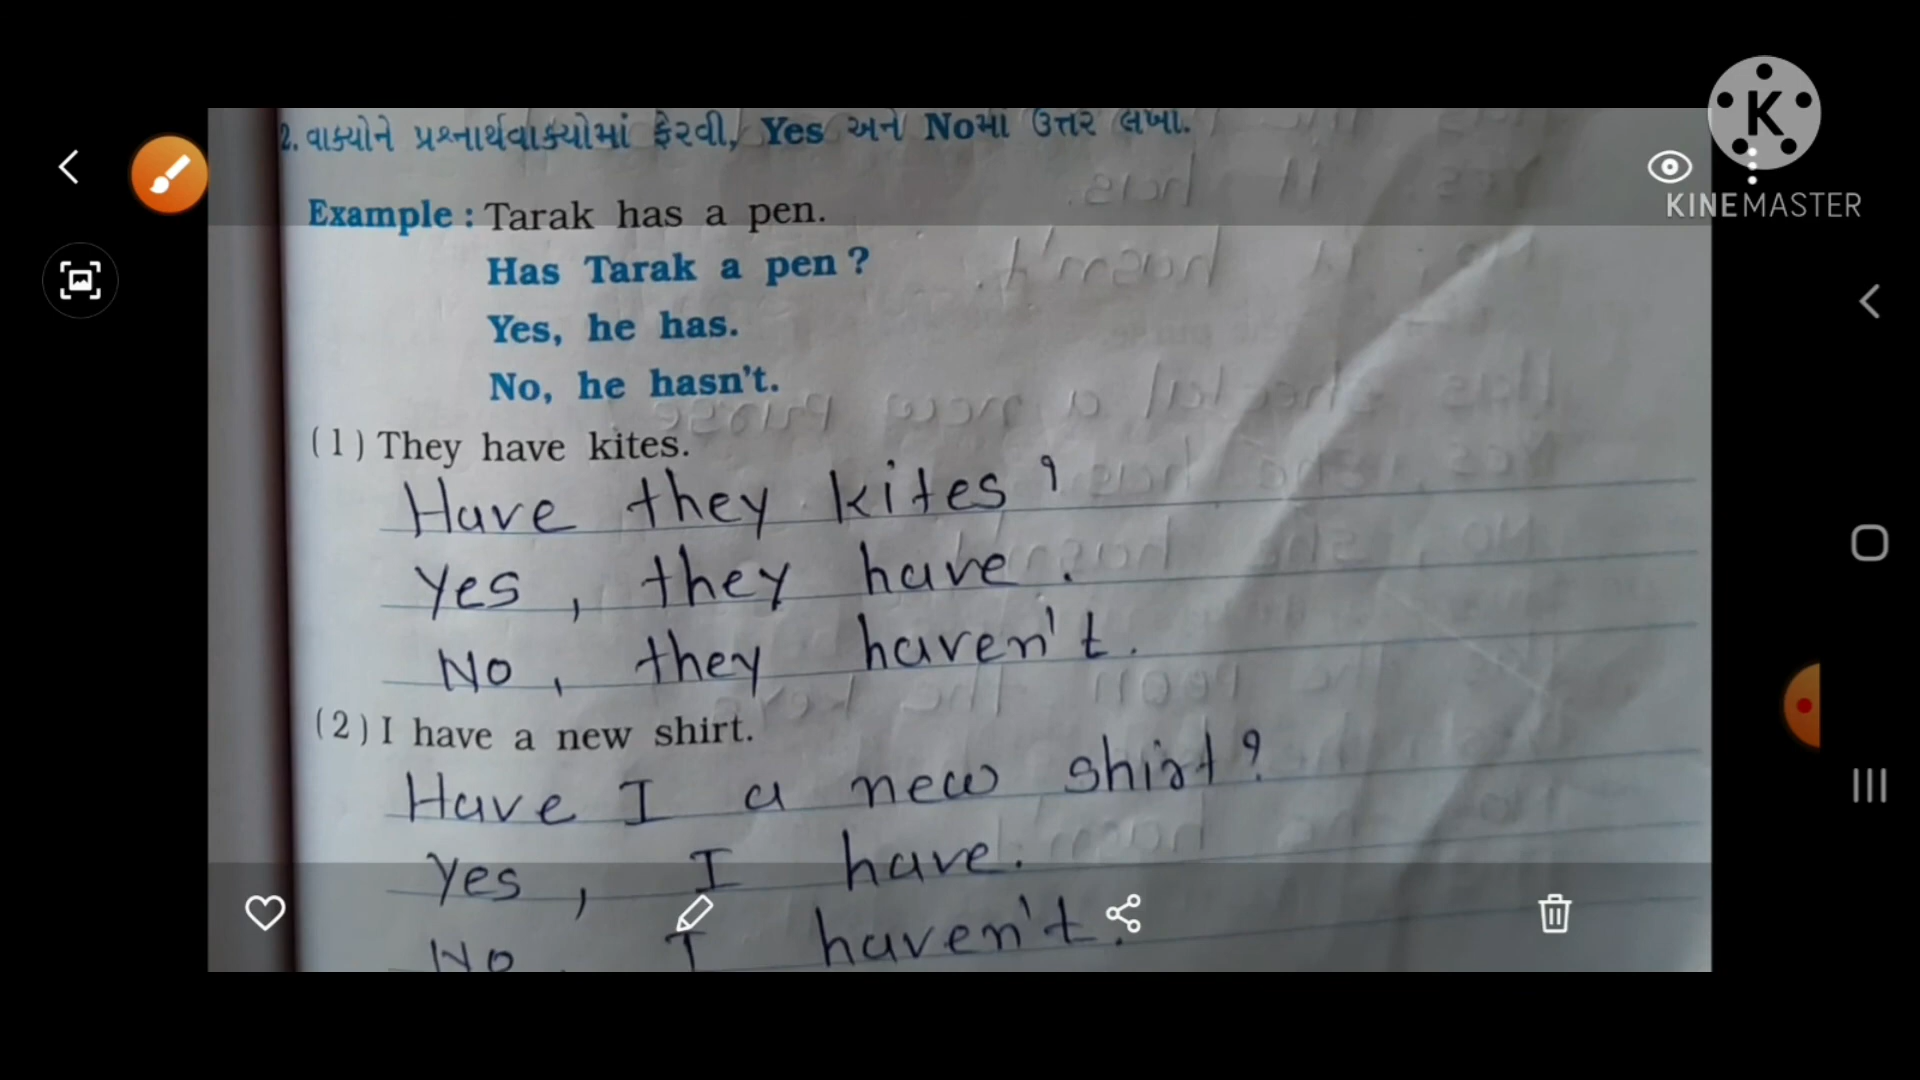 2. વાક્યોને પ્રશ્નાર્થવાક્યોમાં ફેરવી, Yes અને Noમાં ઉત્તર લખો.
KINEMASTER
Example : Tarak has a pen.
Has Tarak a pen ?
Yes, he has.
No, he hasn't.
(1) They have kites.
Have they kites ?
Yes , they have .
No , they haven't .
(2) I have a new shirt.
Have I a new shirt ?
Yes , I have .
No , I haven't .